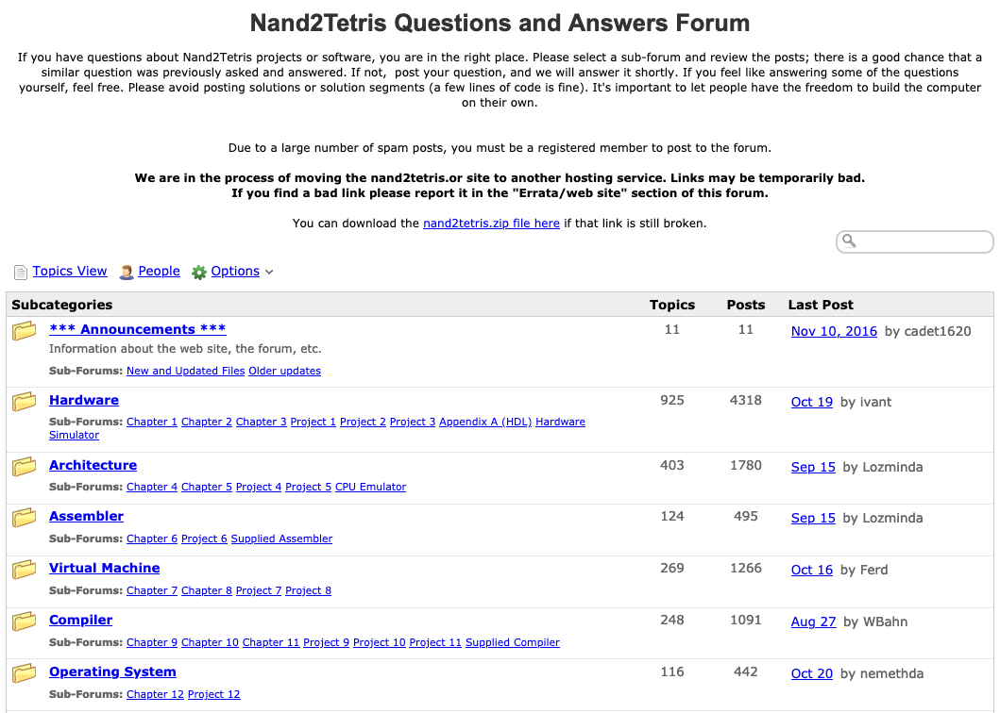 Nand2Tetris Questions and Answers Forum
If you have questions about Nand2Tetris projects or software, you are in the right place. Please select a sub-forum and review the posts; there is a good chance that a
similar question was previously asked and answered. If not,  post your question, and we will answer it shortly. If you feel like answering some of the questions
yourself, feel free. Please avoid posting solutions or solution segments (a few lines of code is fine). It's important to let people have the freedom to build the computer
on their own.
Due to a large number of spam posts, you must be a registered member to post to the forum.
We are in the process of moving the nand2tetris.or site to another hosting service. Links may be temporarily bad.
If you find a bad link please report it in the "Errata/web site" section of this forum.
You can download the nand2tetris.zip file here if that link is still broken.
Topics View People Options
Subcategories Topics Posts Last Post
*** Announcements *** 11 11 Nov 10, 2016 by cadet1620
Information about the web site, the forum, etc.
Sub-Forums: New and Updated Files Older updates
Hardware 925 4318 Oct 19 by ivant
Sub-Forums: Chapter 1 Chapter 2 Chapter 3 Project 1 Project 2 Project 3 Appendix A (HDL) Hardware
Simulator
Architecture 403 1780 Sep 15 by Lozminda
Sub-Forums: Chapter 4 Chapter 5 Project 4 Project 5 CPU Emulator
Assembler 124 495 Sep 15 by Lozminda
Sub-Forums: Chapter 6 Project 6 Supplied Assembler
Virtual Machine 269 1266 Oct 16 by Ferd
Sub-Forums: Chapter 7 Chapter 8 Project 7 Project 8
Compiler 248 1091 Aug 27 by WBahn
Sub-Forums: Chapter 9 Chapter 10 Chapter 11 Project 9 Project 10 Project 11 Supplied Compiler
Operating System 116 442 Oct 20 by nemethda
Sub-Forums: Chapter 12 Project 12